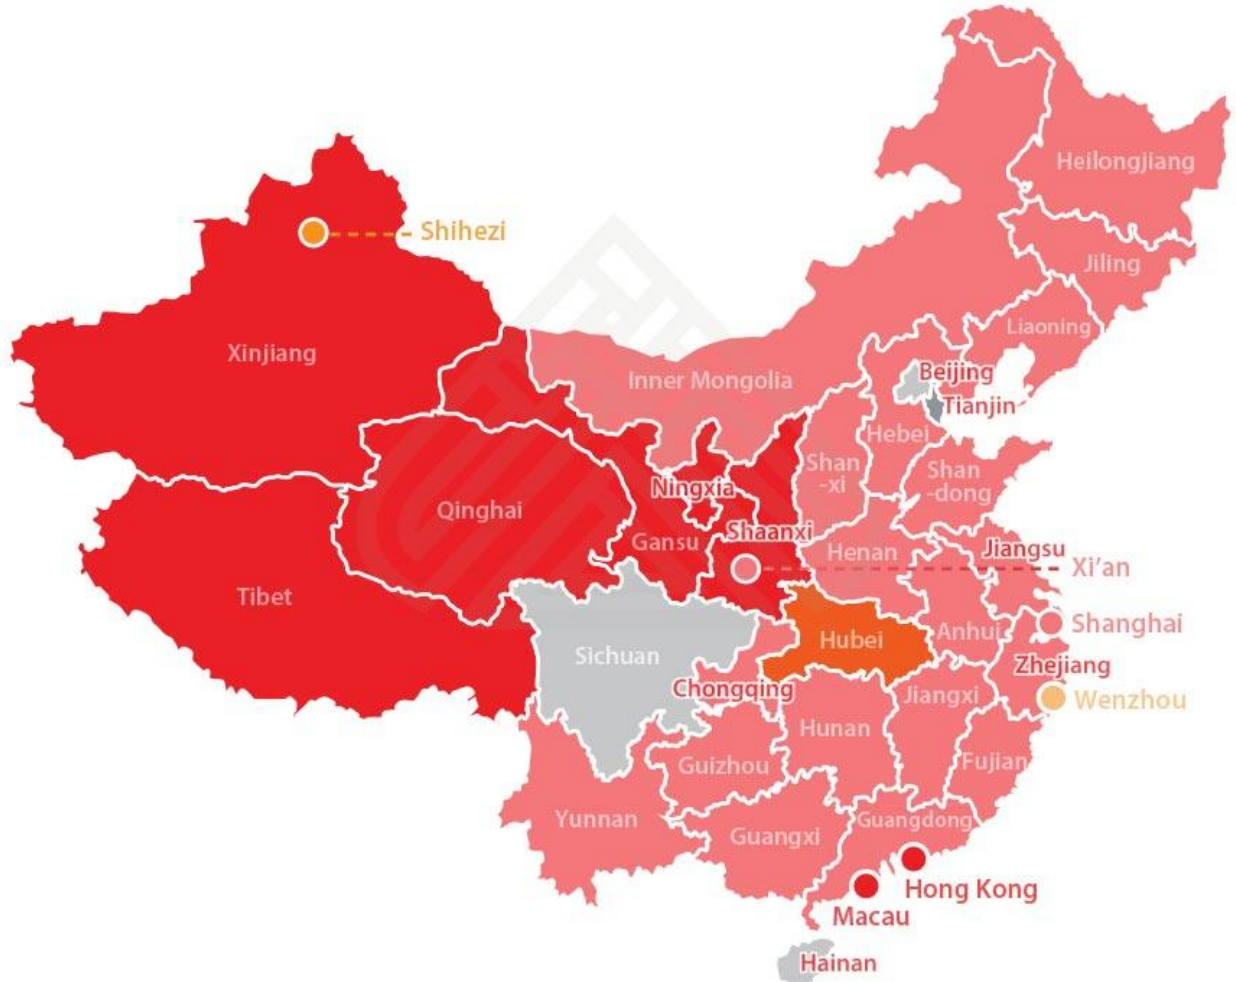 Heilongjiang
Shihezi
Jiling
Liaoning
Xinjiang
Inner Mongolia
Beijing
Tianjin
Hebei
Shan
-xi
Shan
-dong
Ningxia
Qinghai
Shaanxi
Gansu
Henan
Jiangsu
Xi'an
Tibet
Shanghai
Anhui
Hubei
Sichuan
Zhejiang
Chongqing
Jiangxi
Wenzhou
Hunan
Fujian
Guizhou
Yunnan
Guangdong
Guangxi
Hong Kong
Macau
Hainan